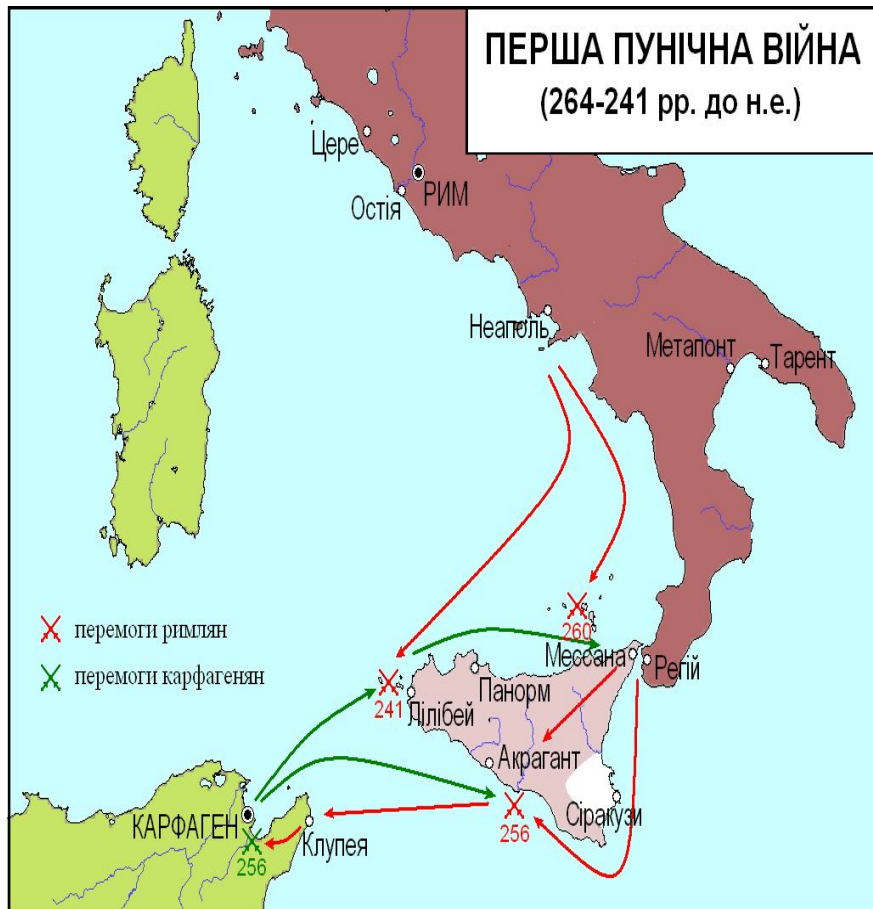 ПЕРША ПУНІЧНА ВІЙНА
(264-241 рр. до н.е.)
Цере
РИМ
Остія
Неаполь
Метапонт
Тарент
перемоги римлян
260
перемоги карфагенян
Мессана
Регій
Панорм
241
Лілібей
Акрагант
Сіракузи
КАРФАГЕН
Клупея
256
256